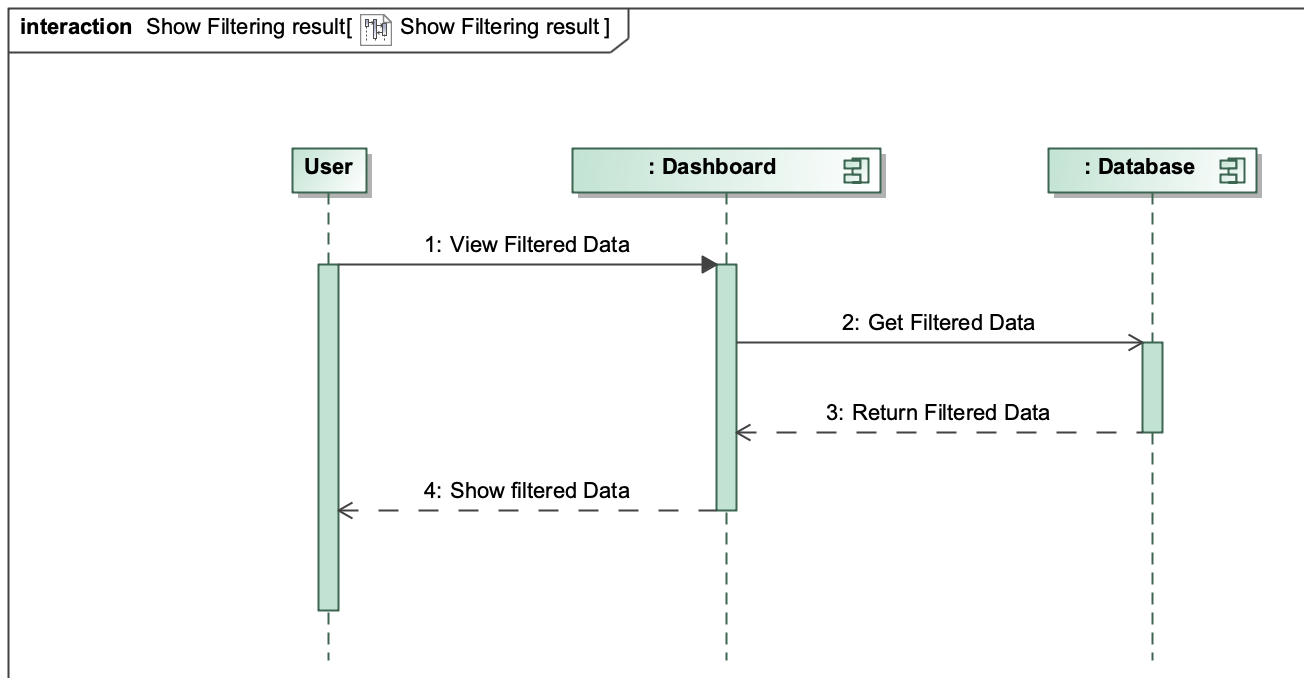 interaction Show Filtering result[ Show Filtering result ]
User
: Dashboard
: Database
1: View Filtered Data
2: Get Filtered Data
3: Return Filtered Data
4: Show filtered Data